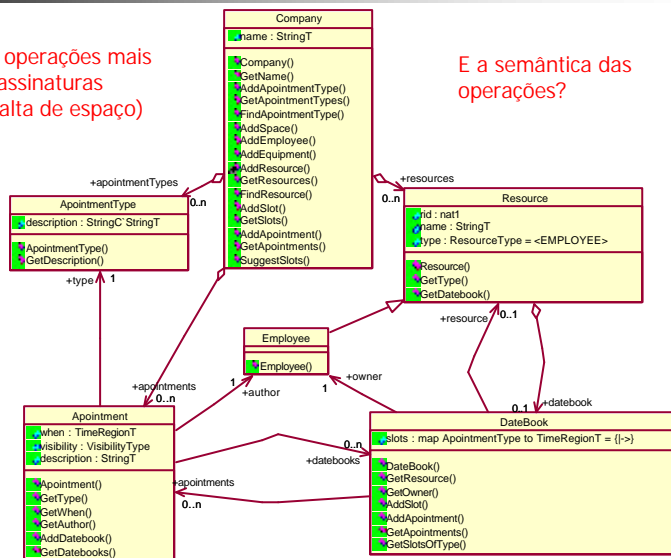 operações mais
assinaturas
alta de espaço)
E a semântica das
operações?
Company
name : StringT
Company()
GetName()
AddApointmentType()
GetApointmentTypes()
FindApointmentType()
AddSpace()
AddEmployee()
AddEquipment()
AddResource()
GetResources()
FindResource()
AddSlot()
GetSlots()
AddApointment()
GetApointments()
SuggestSlots()
+apointmentTypes
0..n
+resources
0..n
ApointmentType
description : StringC`StringT
ApointmentType()
GetDescription()
+type
1
Resource
rid : nat1
name : StringT
type : ResourceType = <EMPLOYEE>
Resource()
GetType()
GetDatebook()
+resource
0..1
Employee
Employee()
+apointments
0..n
1
+author
+owner
1
0..1
+datebook
Apointment
when : TimeRegionT
visibility : VisibilityType
description : StringT
Apointment()
GetType()
GetWhen()
GetAuthor()
AddDatebook()
GetDatebooks()
0..n
+datebooks
+apointments
0..n
DateBook
slots : map ApointmentType to TimeRegionT = {|->}
DateBook()
GetResource()
GetOwner()
AddSlot()
AddApointment()
GetApointments()
GetSlotsOfType()